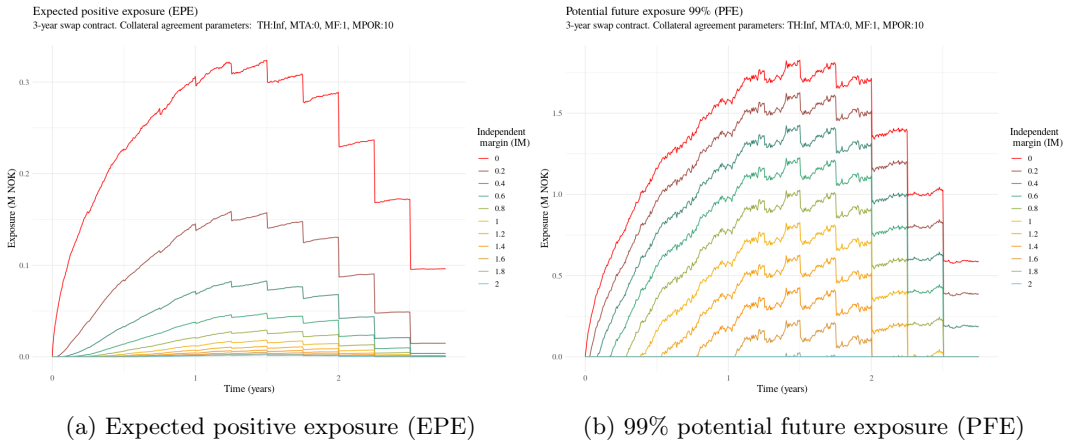 Expected positive exposure (EPE)
3-year swap contract. Collateral agreement parameters:  TH:Inf, MTA:0, MF:1, MPOR:10
Exposure (M NOK)
0.3
0.2
0.1
0.0
0
1
2
Time (years)
Independent
margin (IM)
0
0.2
0.4
0.6
0.8
1
1.2
1.4
1.6
1.8
2
(a) Expected positive exposure (EPE)
Potential future exposure 99% (PFE)
3-year swap contract. Collateral agreement parameters:  TH:Inf, MTA:0, MF:1, MPOR:10
Exposure (M NOK)
1.5
1.0
0.5
0.0
0
1
2
Time (years)
Independent
margin (IM)
0
0.2
0.4
0.6
0.8
1
1.2
1.4
1.6
1.8
2
(b) 99% potential future exposure (PFE)